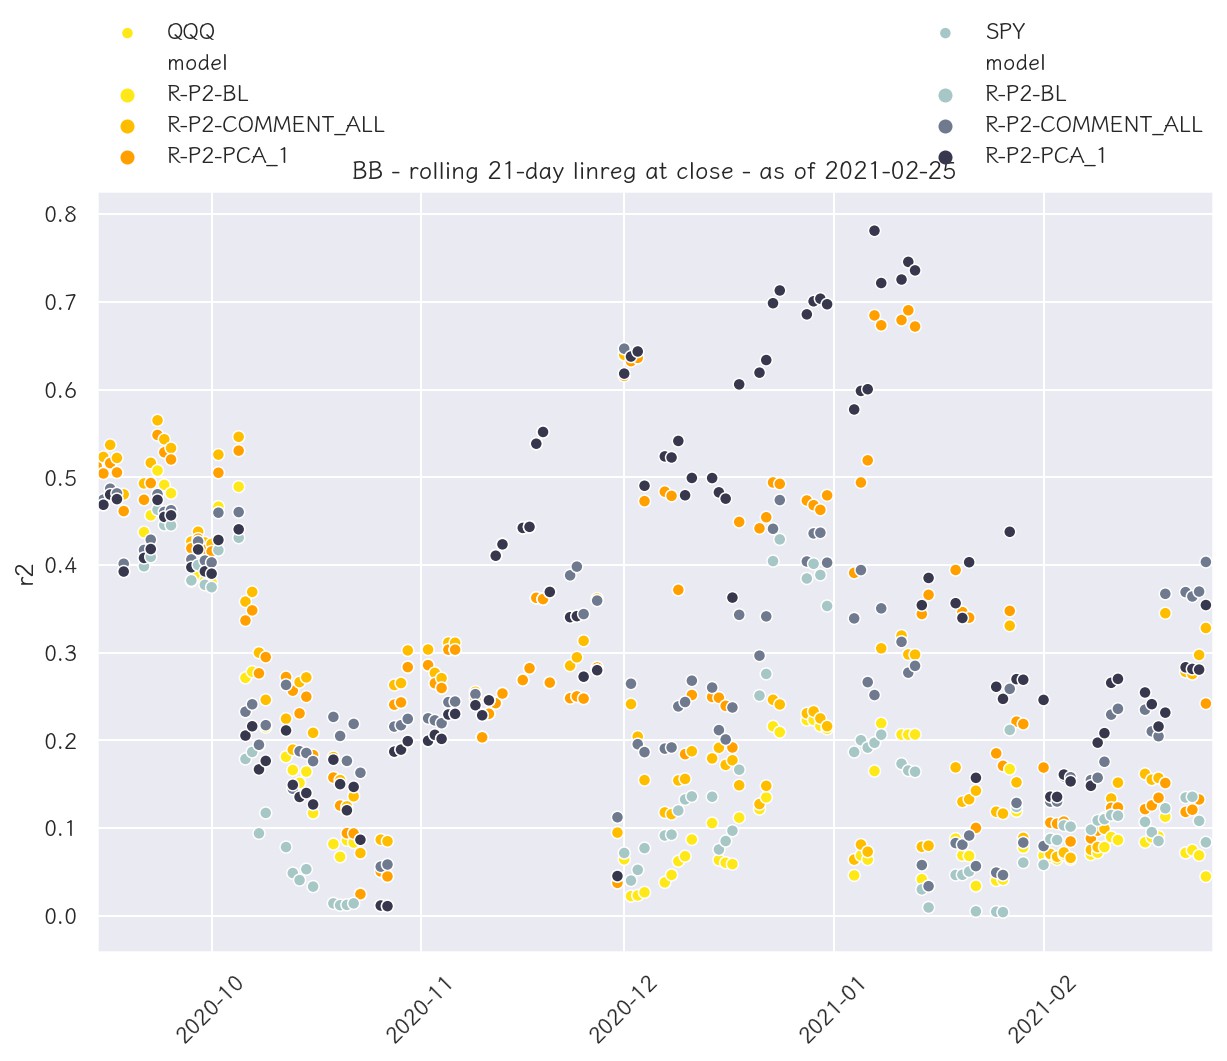 QQQ
model
R-P2-BL
R-P2-COMMENT_ALL
R-P2-PCA_1
SPY
model
R-P2-BL
R-P2-COMMENT_ALL
R-P2-PCA_1
BB - rolling 21-day linreg at close - as of 2021-02-25
0.8
0.7
0.6
0.5
0.4
0.3
0.2
0.1
0.0
r2
2020-10
2020-11
2020-12
2021-01
2021-02